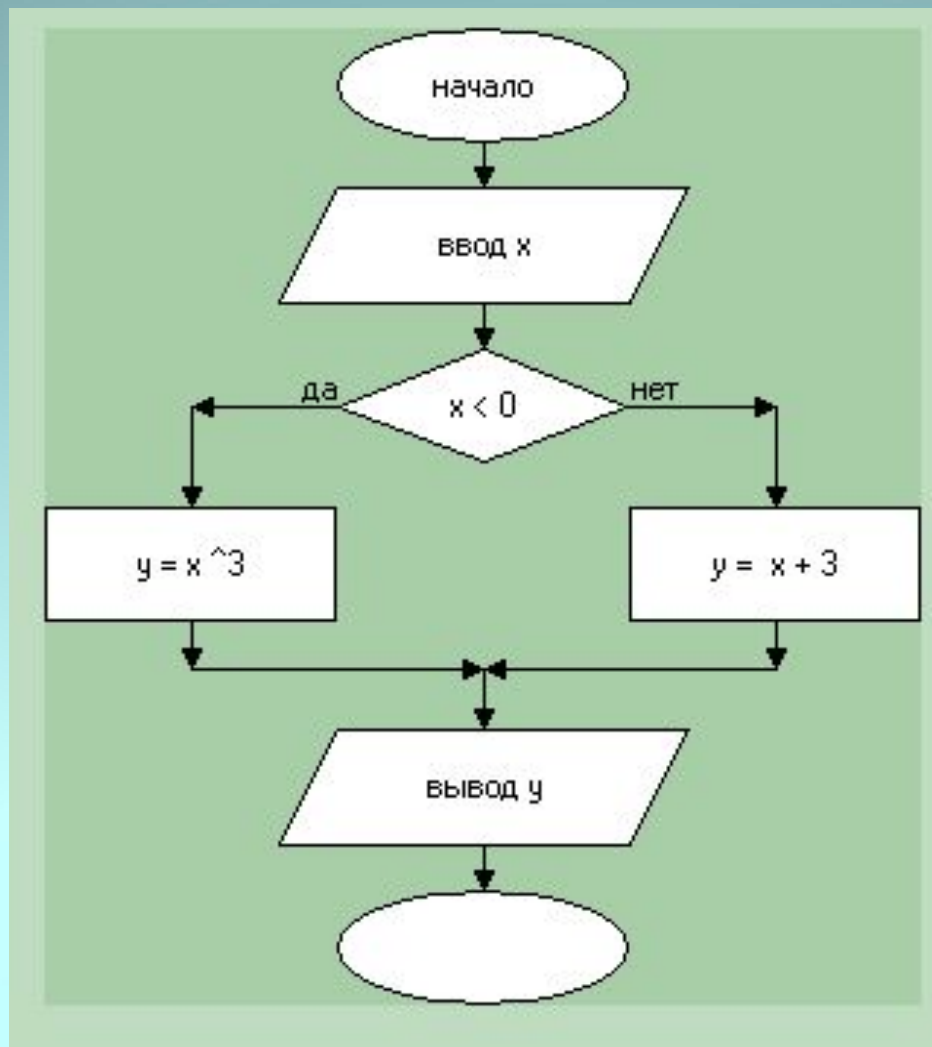 начало
ввод x
да
x < 0
нет
y = x ^3
y = x + 3
вывод y